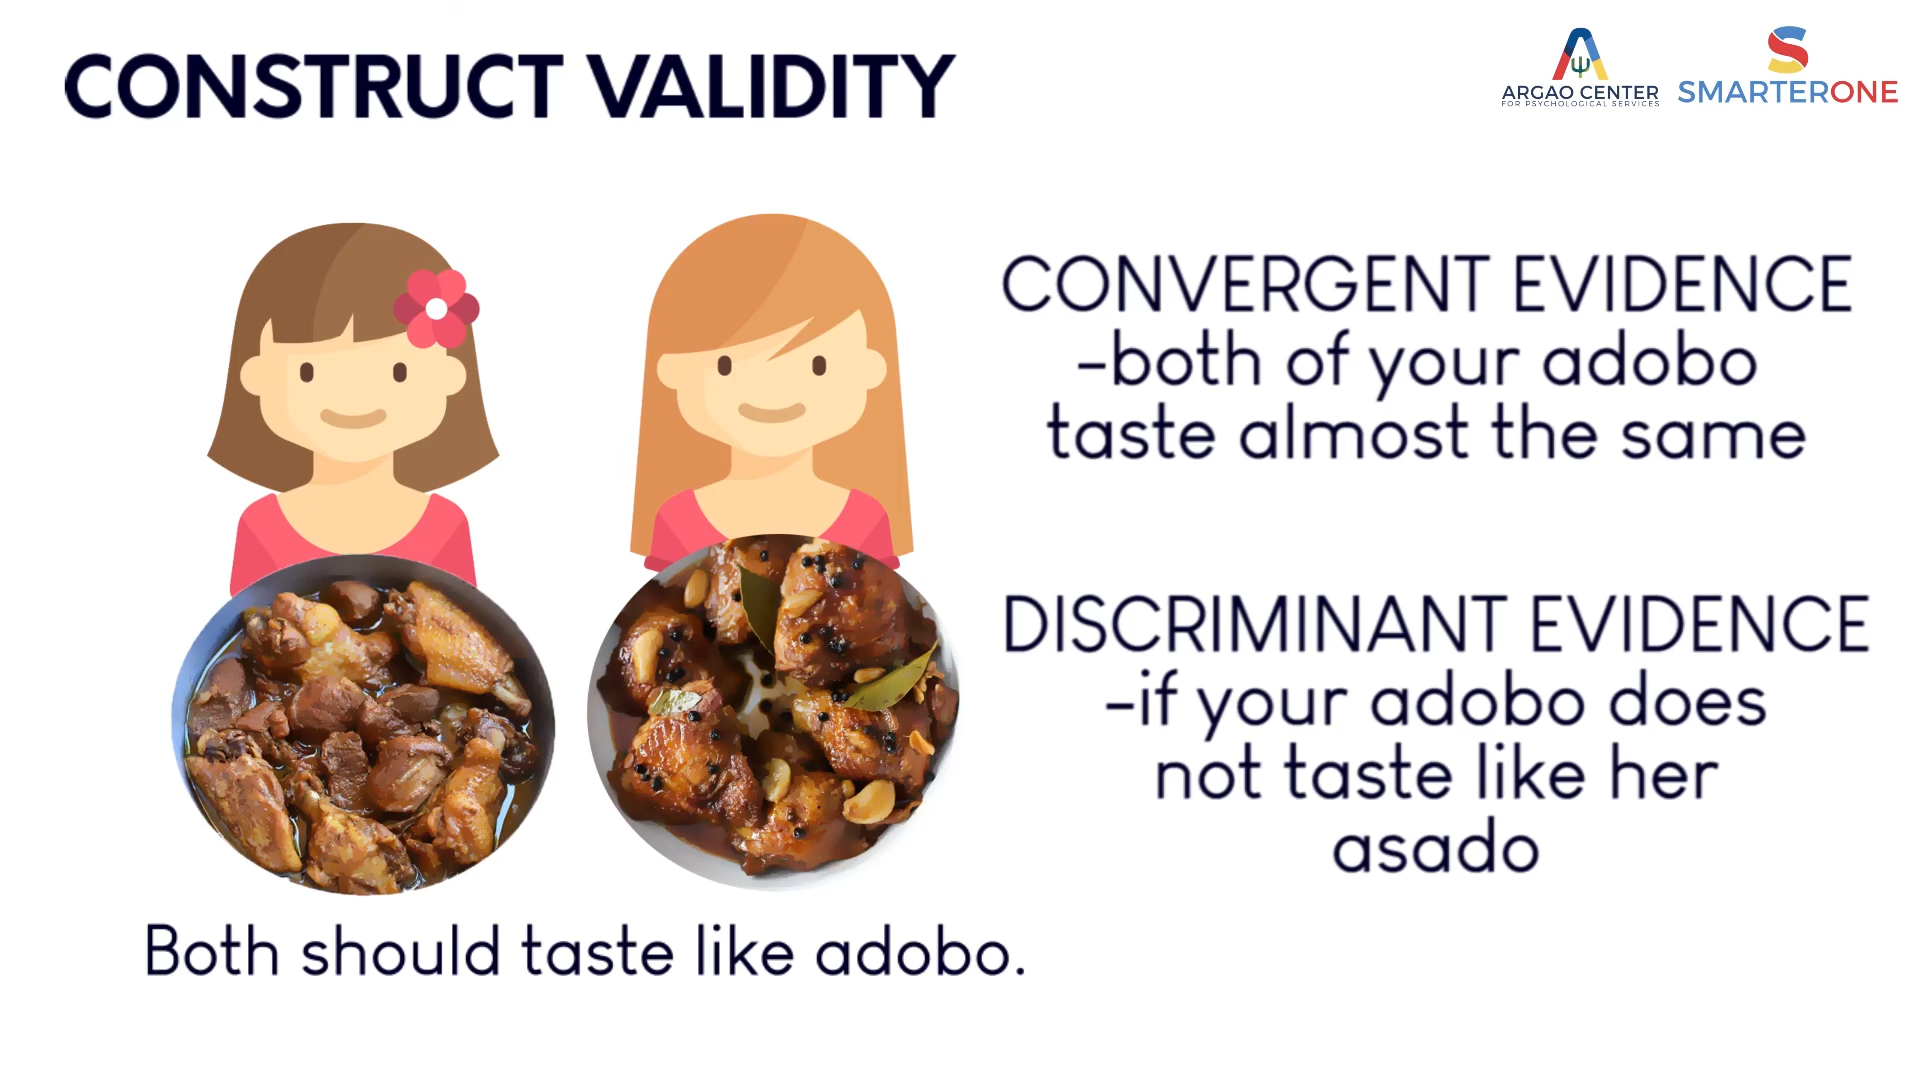 CONSTRUCT VALIDITY
ARGAO CENTER
FOR PSYCHOLOGICAL SERVICES
SMARTERONE
CONVERGENT EVIDENCE
-both of your adobo
taste almost the same
DISCRIMINANT EVIDENCE
-if your adobo does
not taste like her
asado
Both should taste like adobo.